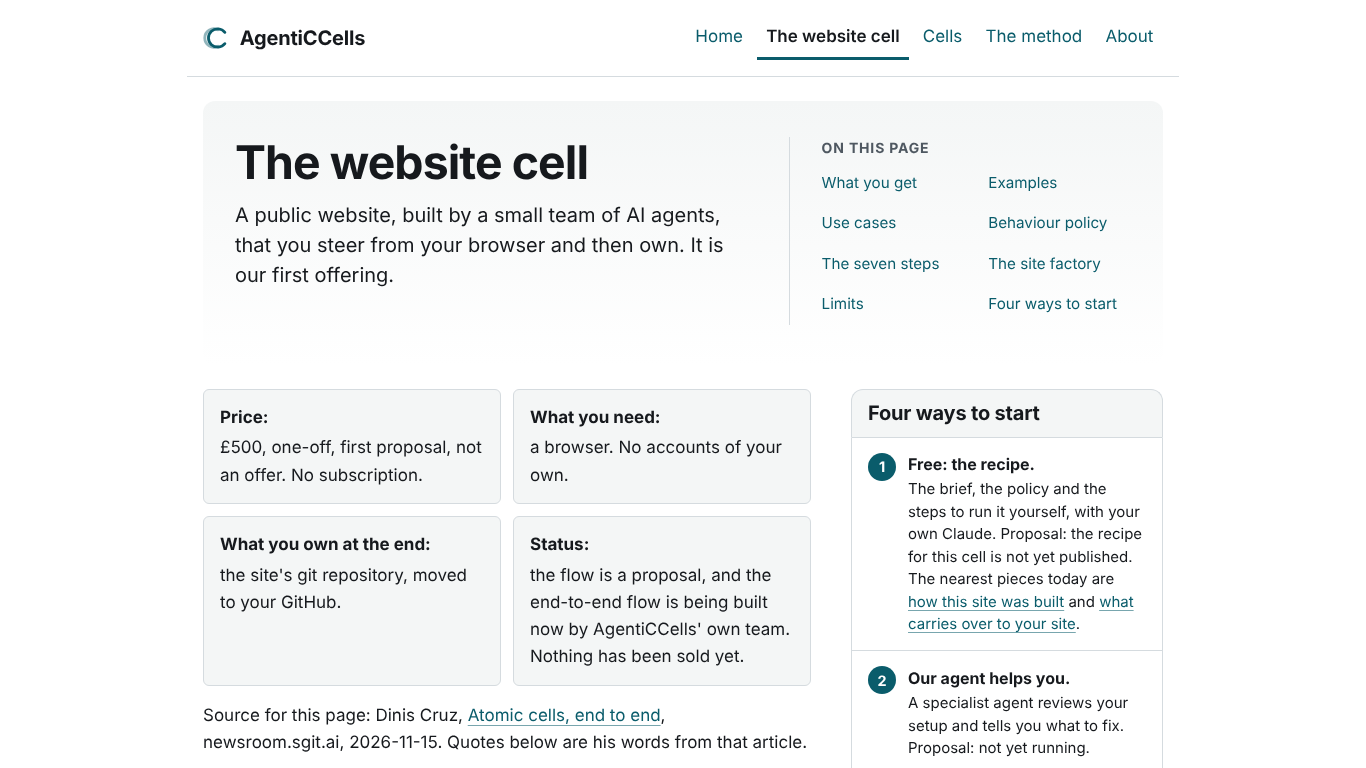 AgentiCCells
Home
The website cell
Cells
The method
About
The website cell
A public website, built by a small team of AI agents,
that you steer from your browser and then own. It is
our first offering.
ON THIS PAGE
What you get
Examples
Use cases
Behaviour policy
The seven steps
The site factory
Limits
Four ways to start
Price:
£500, one-off, first proposal, not
an offer. No subscription.
What you need:
a browser. No accounts of your
own.
What you own at the end:
the site's git repository, moved
to your GitHub.
Status:
the flow is a proposal, and the
end-to-end flow is being built
now by AgentiCCells' own team.
Nothing has been sold yet.
Source for this page: Dinis Cruz, Atomic cells, end to end,
newsroom.sgit.ai, 2026-11-15. Quotes below are his words from that article.
Four ways to start
1
Free: the recipe.
The brief, the policy and the
steps to run it yourself, with your
own Claude. Proposal: the recipe
for this cell is not yet published.
The nearest pieces today are
how this site was built and what
carries over to your site.
2
Our agent helps you.
A specialist agent reviews your
setup and tells you what to fix.
Proposal: not yet running.